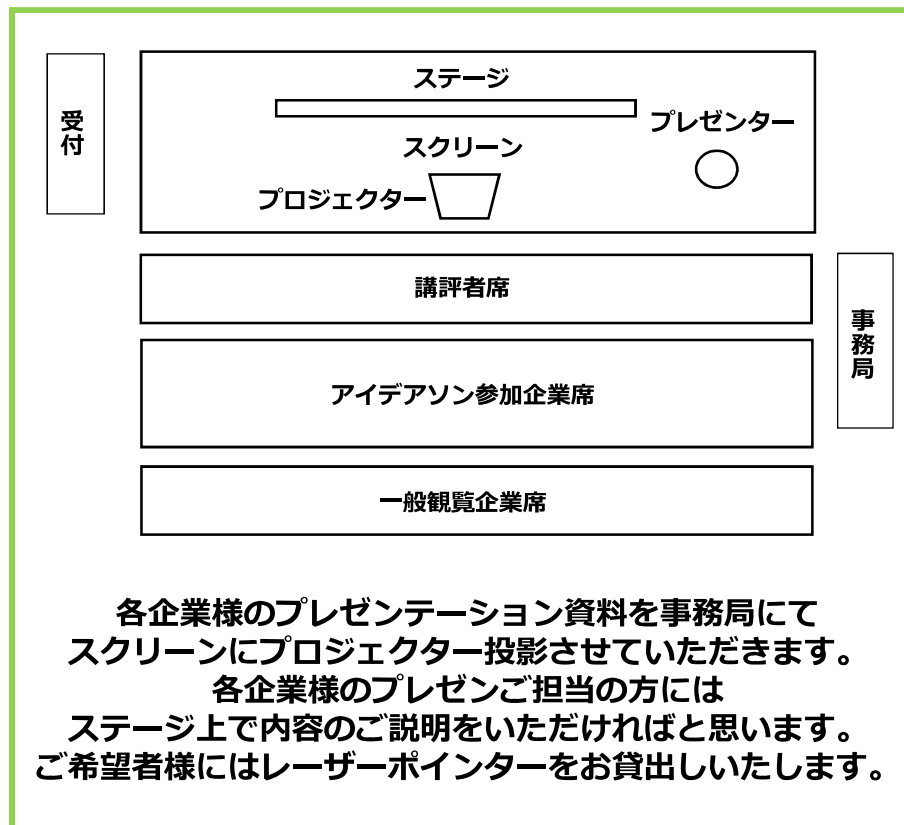 受付
ステージ
プレゼンター
スクリーン
プロジェクター
講評者席
事務局
アイデアソン参加企業席
一般観覧企業席
各企業様のプレゼンテーション資料を事務局にて
スクリーンにプロジェクター投影させていただきます。
各企業様のプレゼンご担当の方には
ステージ上で内容のご説明をいただければと思います。
ご希望者様にはレーザーポインターをお貸出しいたします。